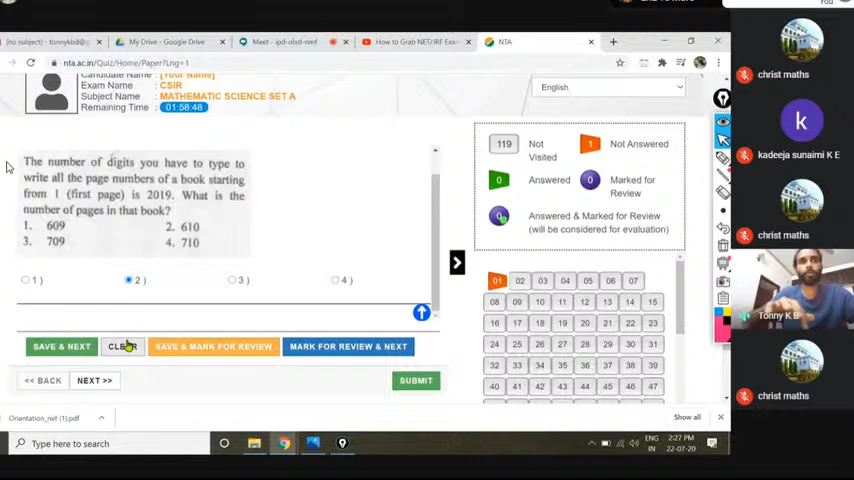 You
(no subject) - tonnykbd@g
My Drive - Google Drive
Meet - ipd-obxd-nmf
How to Grab NET/JRF Exa
NTA
nta.ac.in/Quiz/Home/Paper?Lng=1
Candidate Name : [Your Name]
Exam Name : CSIR
Subject Name : MATHEMATIC SCIENCE SET A
Remaining Time : 01:58:48
English
119 Not Visited
1 Not Answered
0 Answered
0 Marked for Review
0 Answered & Marked for Review
(will be considered for evaluation)
The number of digits you have to type to
write all the page numbers of a book starting
from 1 (first page) is 2019. What is the
number of pages in that book?
1. 609 2. 610
3. 709 4. 710
1 ) 2 ) 3 ) 4 )
SAVE & NEXT CLEAR SAVE & MARK FOR REVIEW MARK FOR REVIEW & NEXT
<< BACK NEXT >> SUBMIT
01 02 03 04 05 06 07
08 09 10 11 12 13 14 15
16 17 18 19 20 21 22 23
24 25 26 27 28 29 30 31
32 33 34 35 36 37 38 39
40 41 42 43 44 45 46 47
christ maths
k
kadeeja sunaimi K E
christ maths
Tonny K B
christ maths
Orientation_net (1).pdf
Show all
Type here to search
ENG
IN
2:27 PM
22-07-20